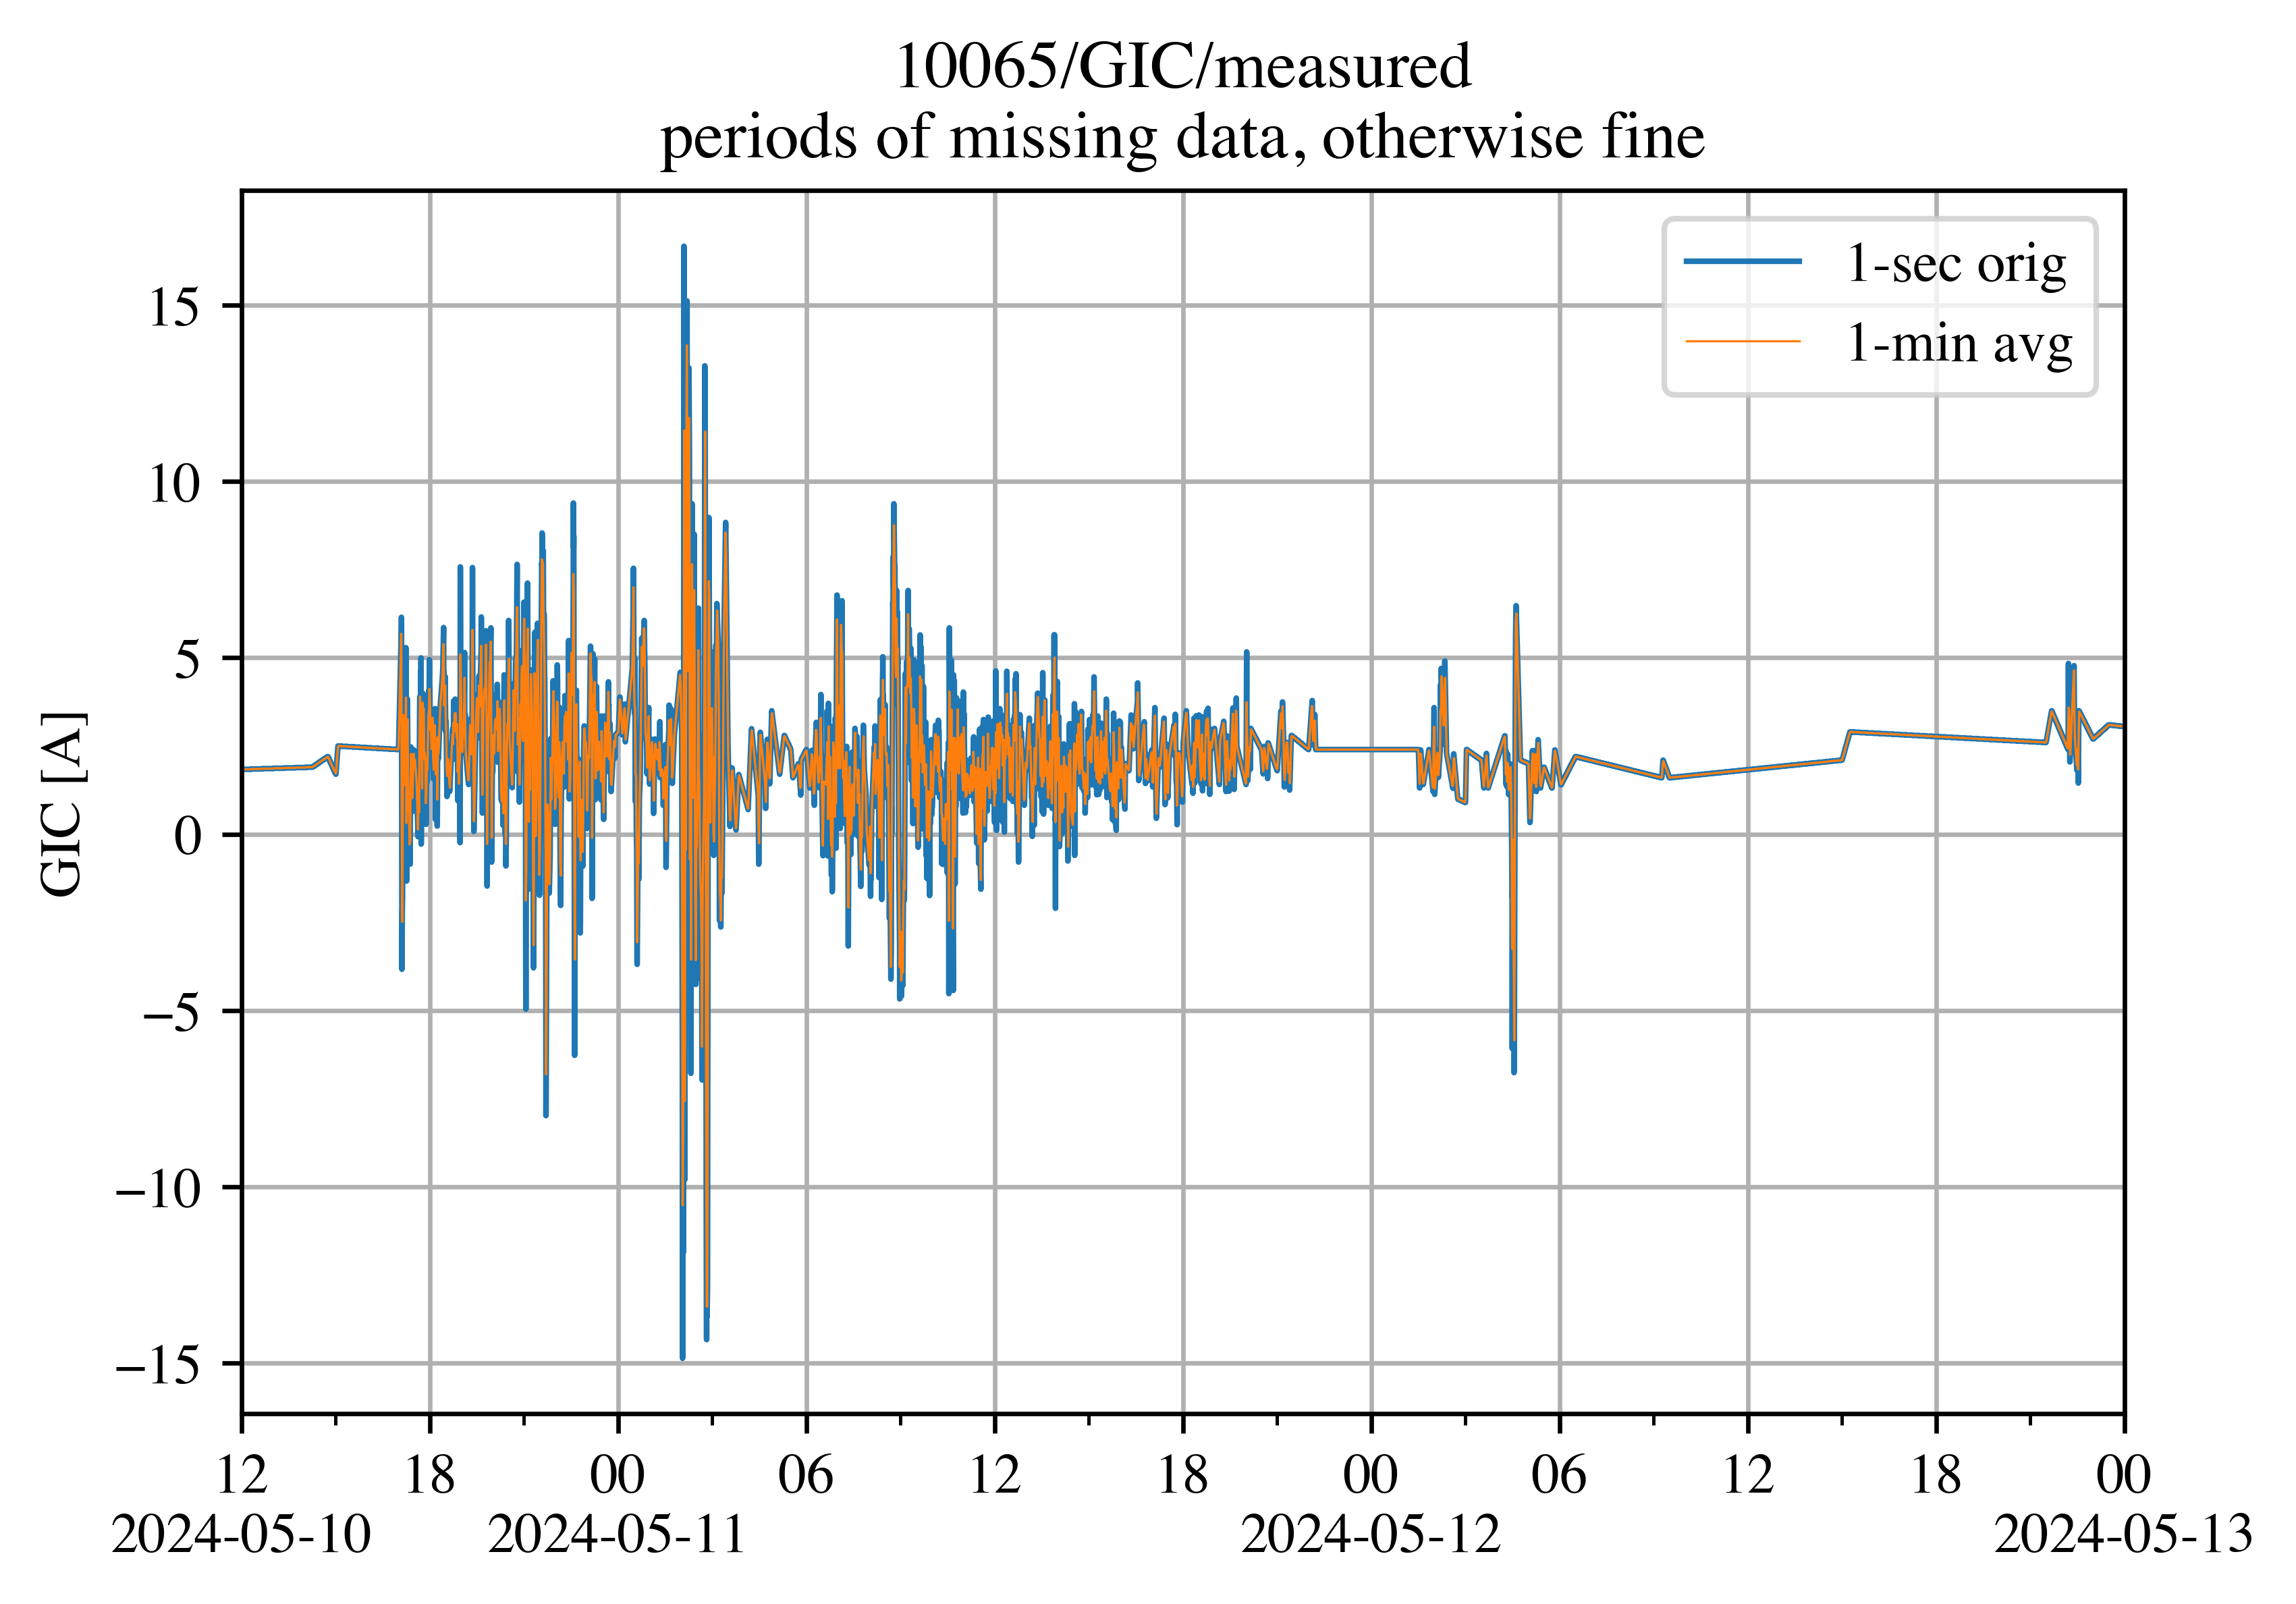 10065/GIC/measured
periods of missing data, otherwise fine
1-sec orig
1-min avg
GIC [A]
15
10
5
0
−5
−10
−15
12 18 00 06 12 18 00 06 12 18 00
2024-05-10 2024-05-11 2024-05-12 2024-05-13